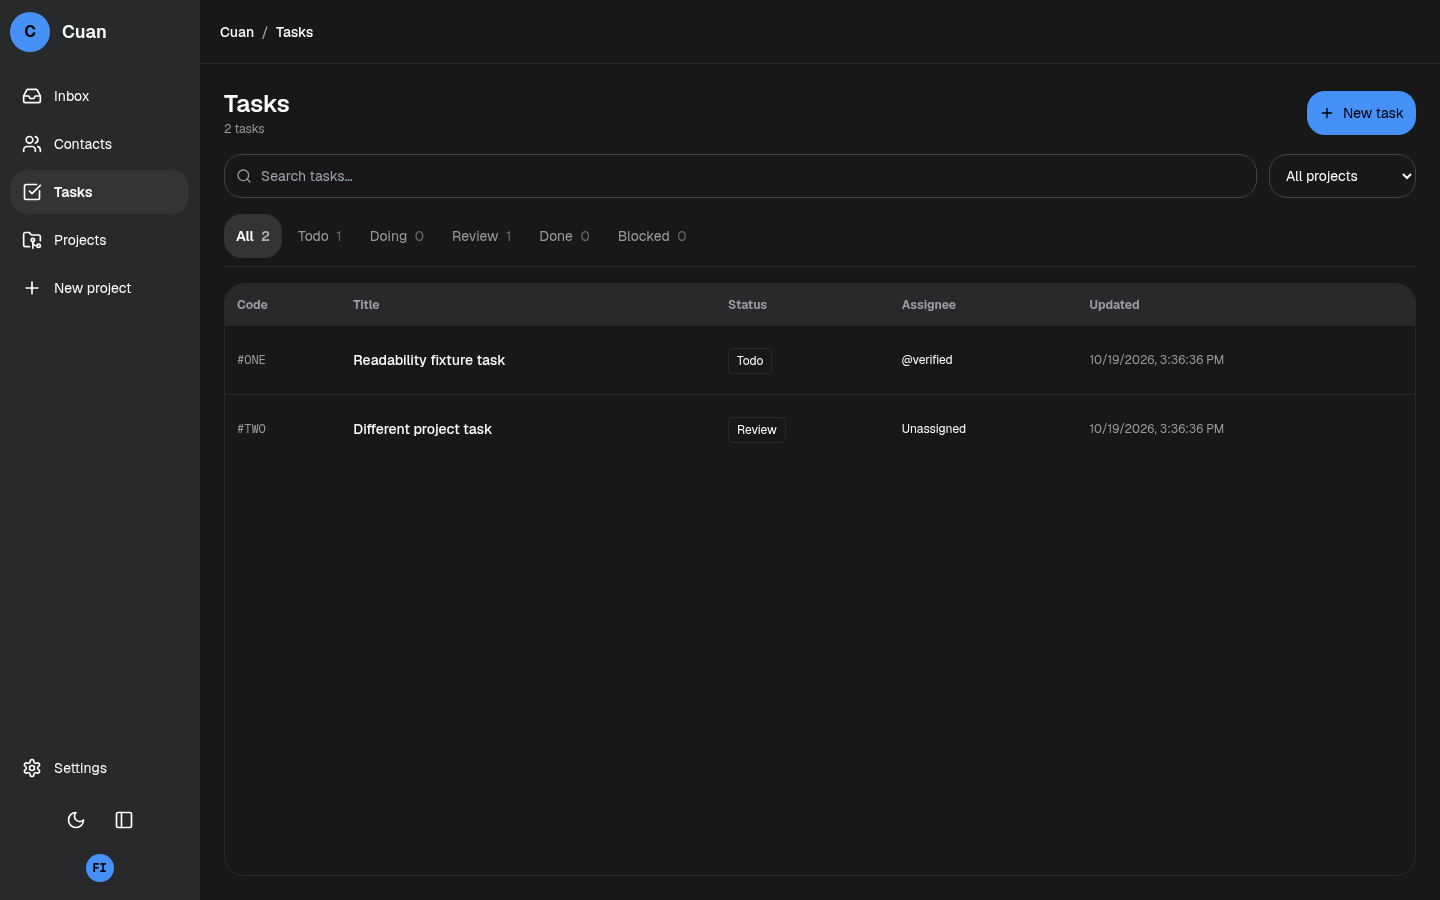 C Cuan
Inbox
Contacts
Tasks
Projects
New project
Settings
FI
Cuan / Tasks
Tasks
2 tasks
New task
Search tasks…
All projects
All 2 Todo 1 Doing 0 Review 1 Done 0 Blocked 0
Code Title Status Assignee Updated
#ONE Readability fixture task Todo @verified 10/19/2026, 3:36:36 PM
#TWO Different project task Review Unassigned 10/19/2026, 3:36:36 PM